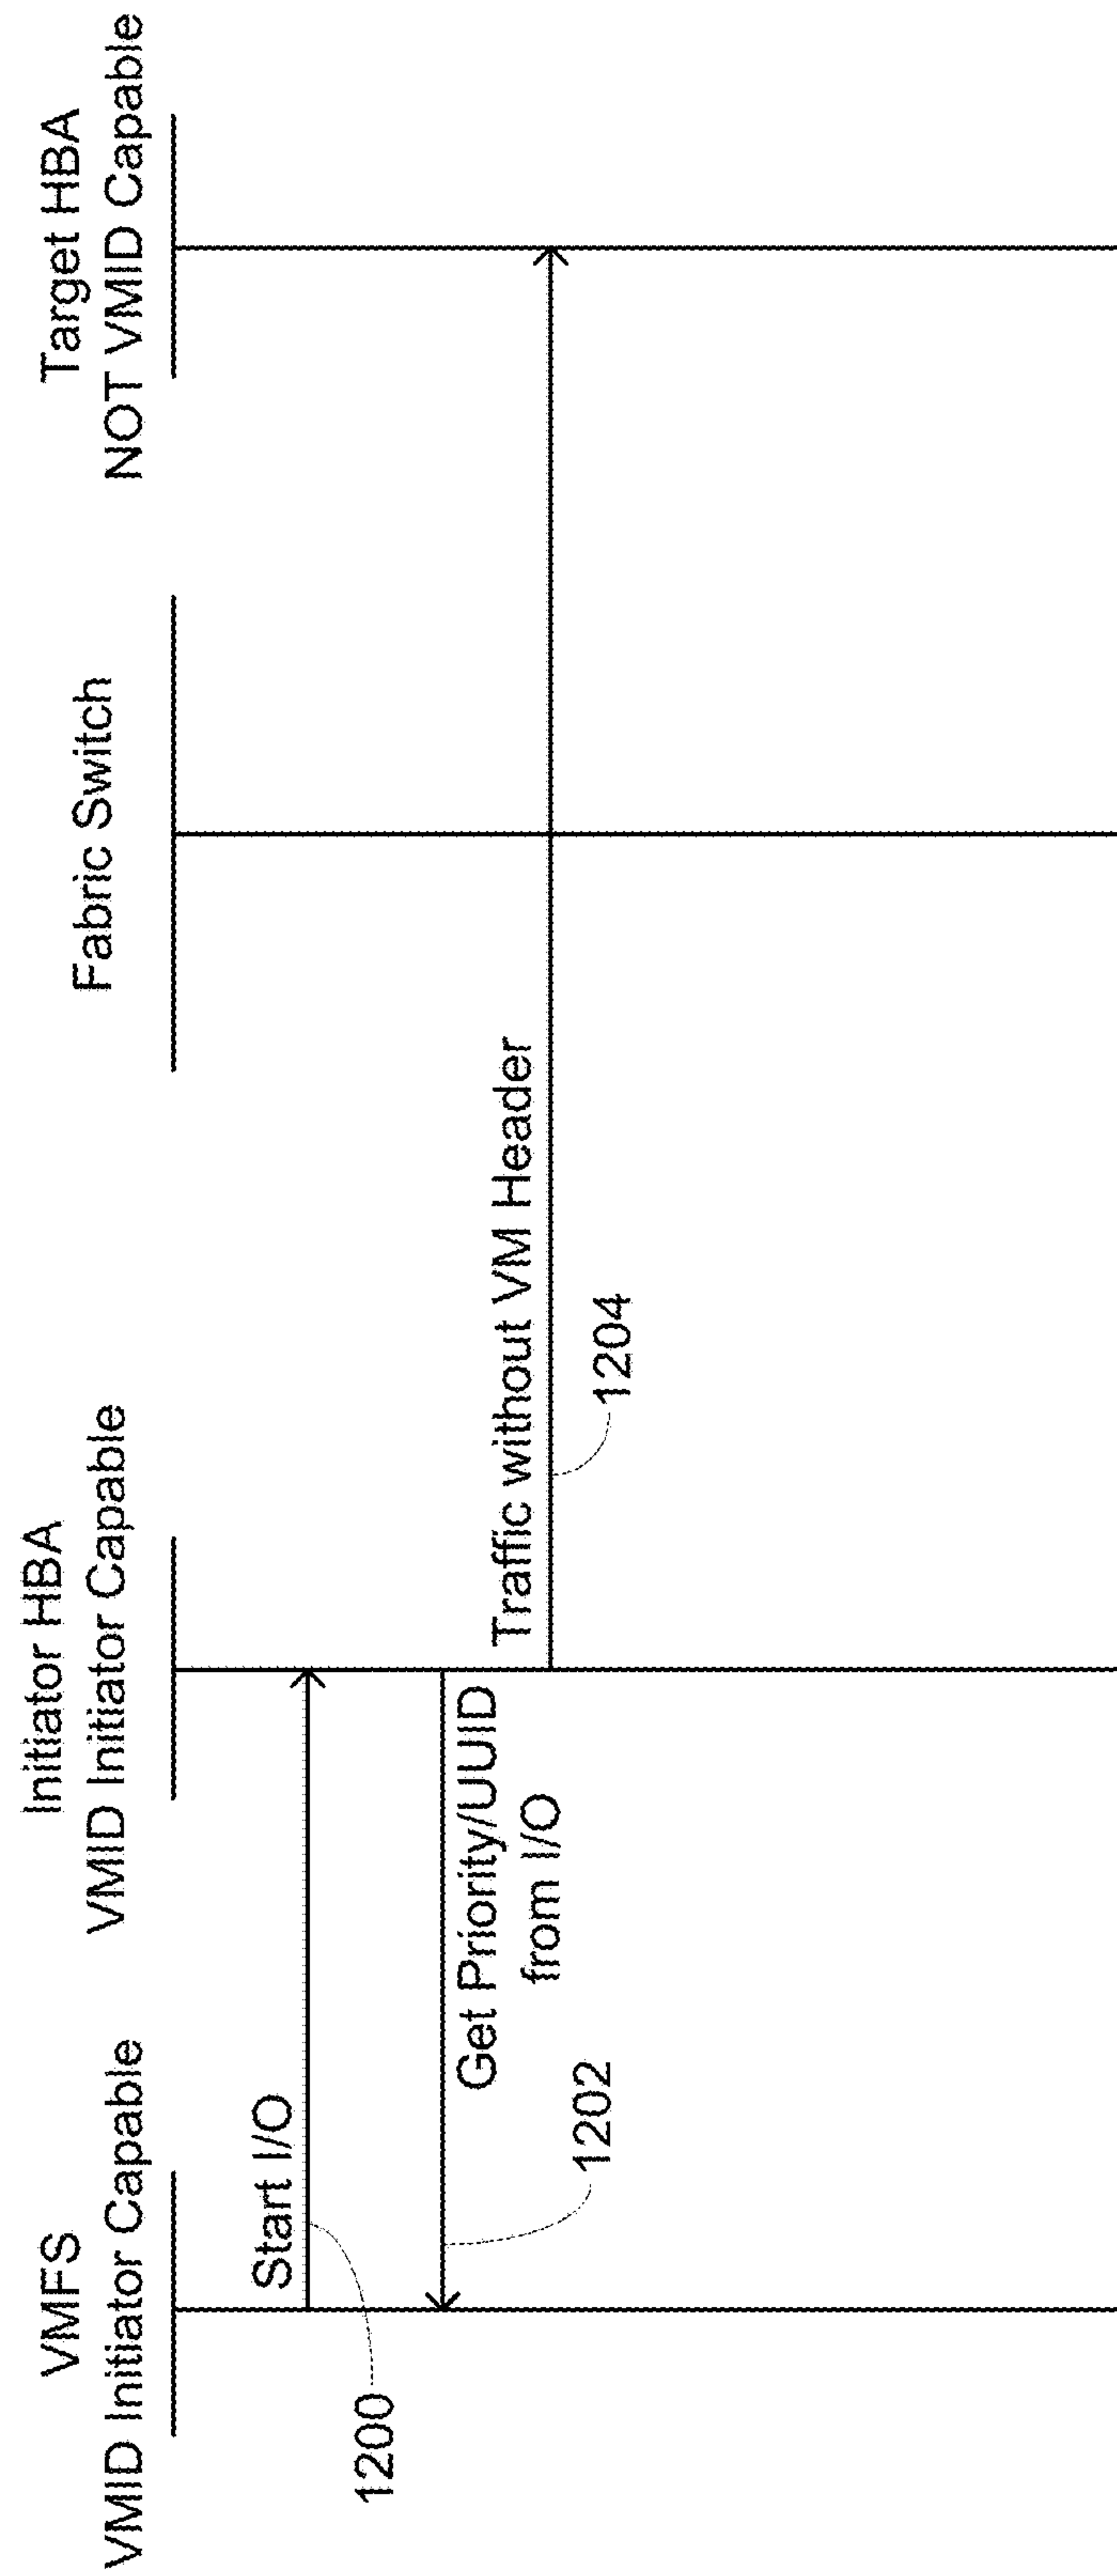 VMFS
VMID Initiator Capable
Initiator HBA
VMID Initiator Capable
Fabric Switch
Target HBA
NOT VMID Capable
Start I/O
1200
Get Priority/UUID
from I/O
1202
Traffic without VM Header
1204